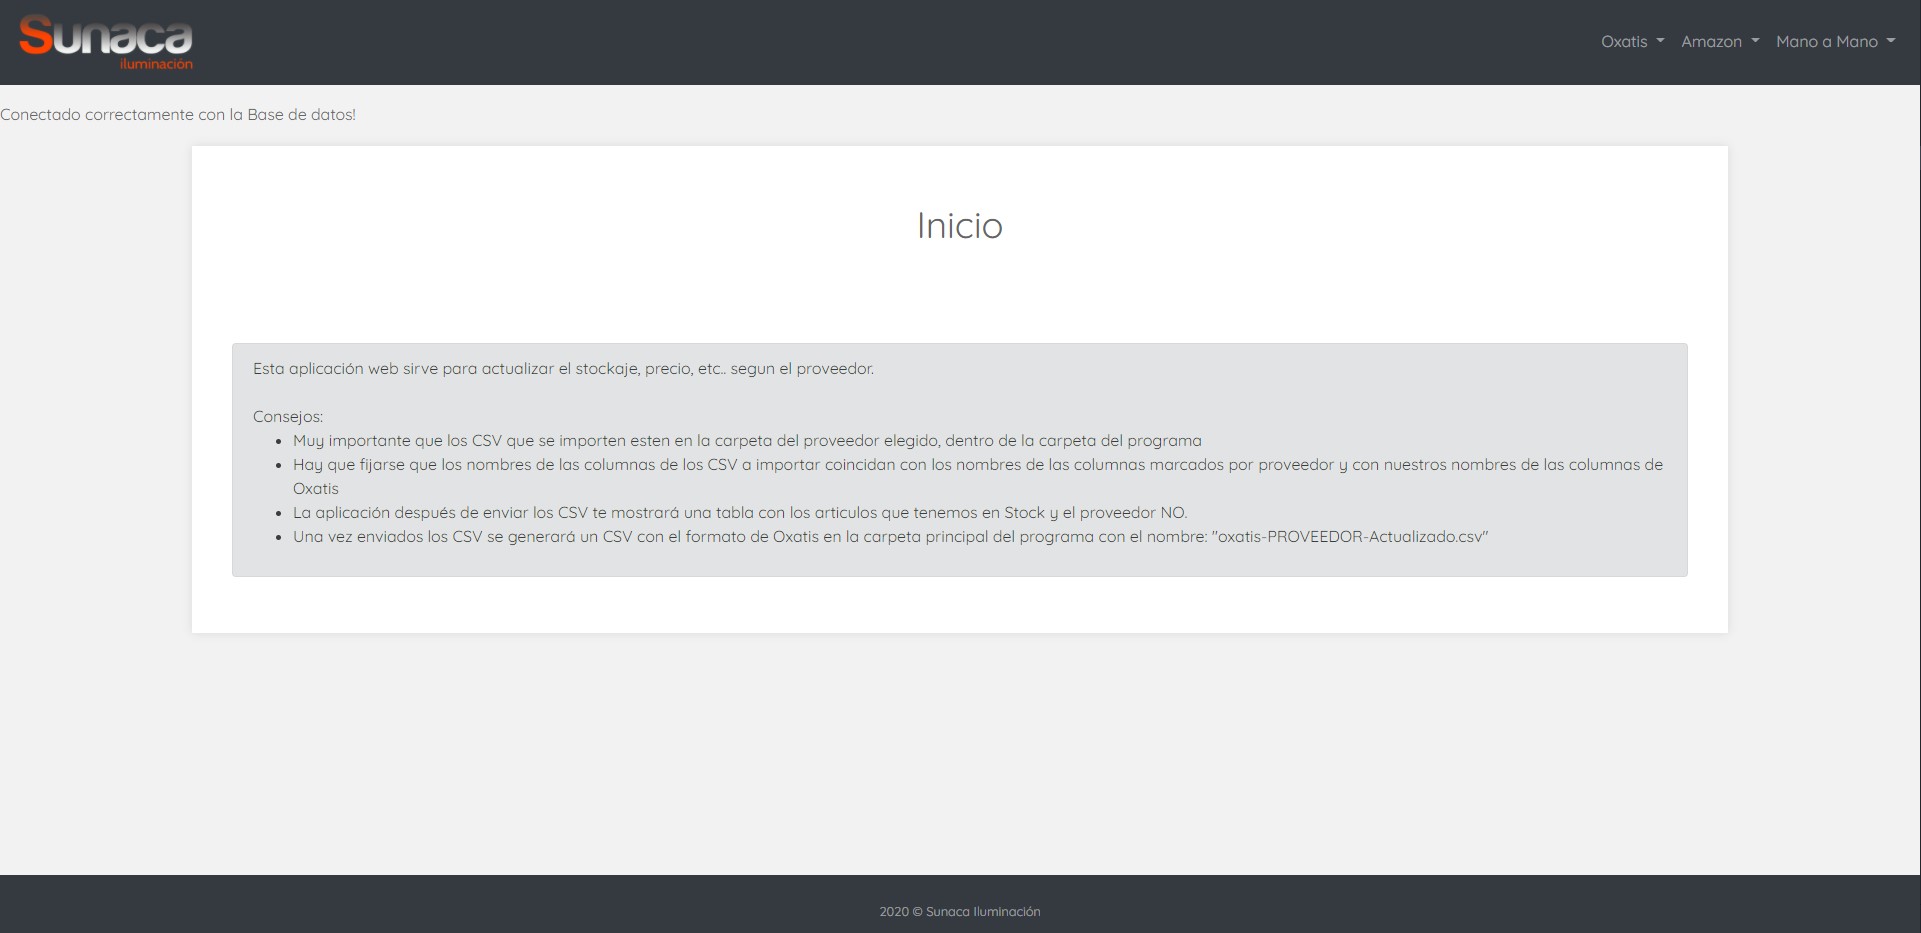 Sunaca
iluminación
Oxatis
Amazon
Mano a Mano
Conectado correctamente con la Base de datos!
Inicio
Esta aplicación web sirve para actualizar el stockaje, precio, etc.. segun el proveedor.
Consejos:
Muy importante que los CSV que se importen esten en la carpeta del proveedor elegido, dentro de la carpeta del programa
Hay que fijarse que los nombres de las columnas de los CSV a importar coincidan con los nombres de las columnas marcados por proveedor y con nuestros nombres de las columnas de
Oxatis
La aplicación después de enviar los CSV te mostrará una tabla con los articulos que tenemos en Stock y el proveedor NO.
Una vez enviados los CSV se generará un CSV con el formato de Oxatis en la carpeta principal del programa con el nombre: "oxatis-PROVEEDOR-Actualizado.csv"
2020 © Sunaca Iluminación